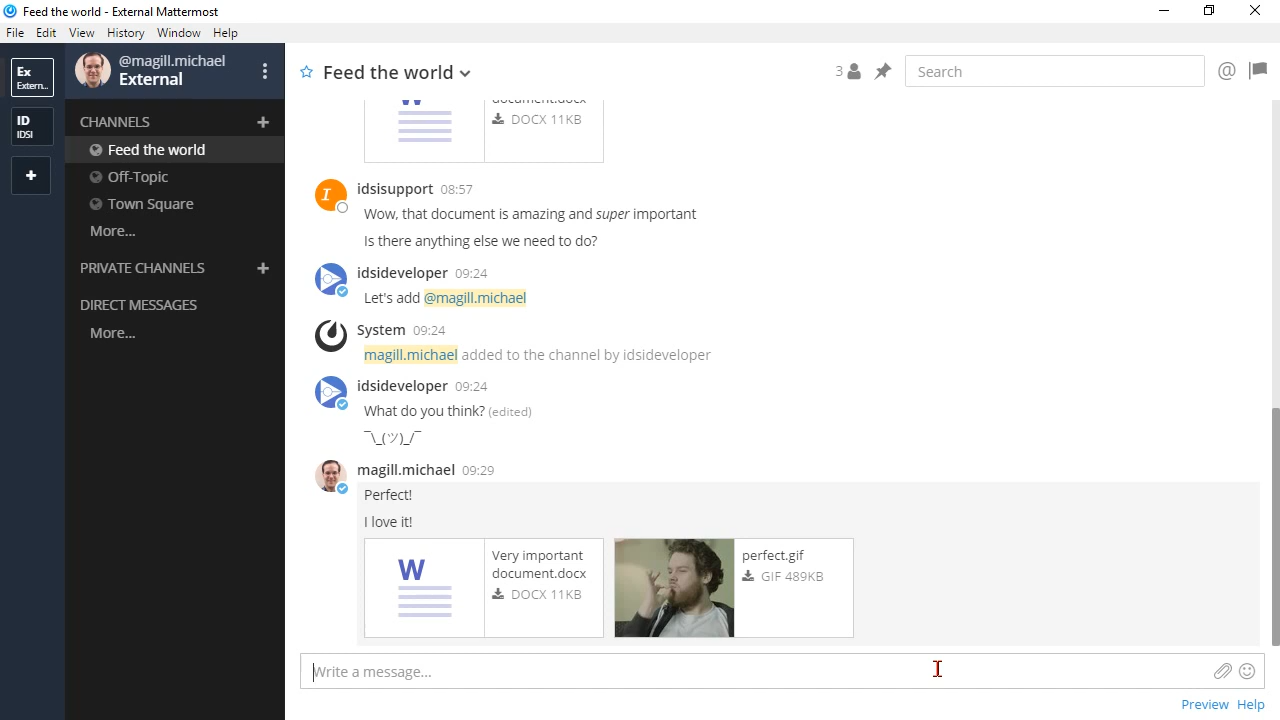 Feed the world - External Mattermost
File Edit View History Window Help
Ex
Extern...
ID
IDSI
@magill.michael
External
CHANNELS
Feed the world
Off-Topic
Town Square
More...
PRIVATE CHANNELS
DIRECT MESSAGES
More...
Feed the world
3
Search
@
W document.docx
DOCX 11KB
idsisupport 08:57
I
Wow, that document is amazing and super important
Is there anything else we need to do?
idsideveloper 09:24
Let's add @magill.michael
System 09:24
magill.michael added to the channel by idsideveloper
idsideveloper 09:24
What do you think? (edited)
¯\_(ツ)_/¯
magill.michael 09:29
Perfect!
I love it!
W
Very important
document.docx
DOCX 11KB
perfect.gif
GIF 489KB
Write a message...
Preview Help